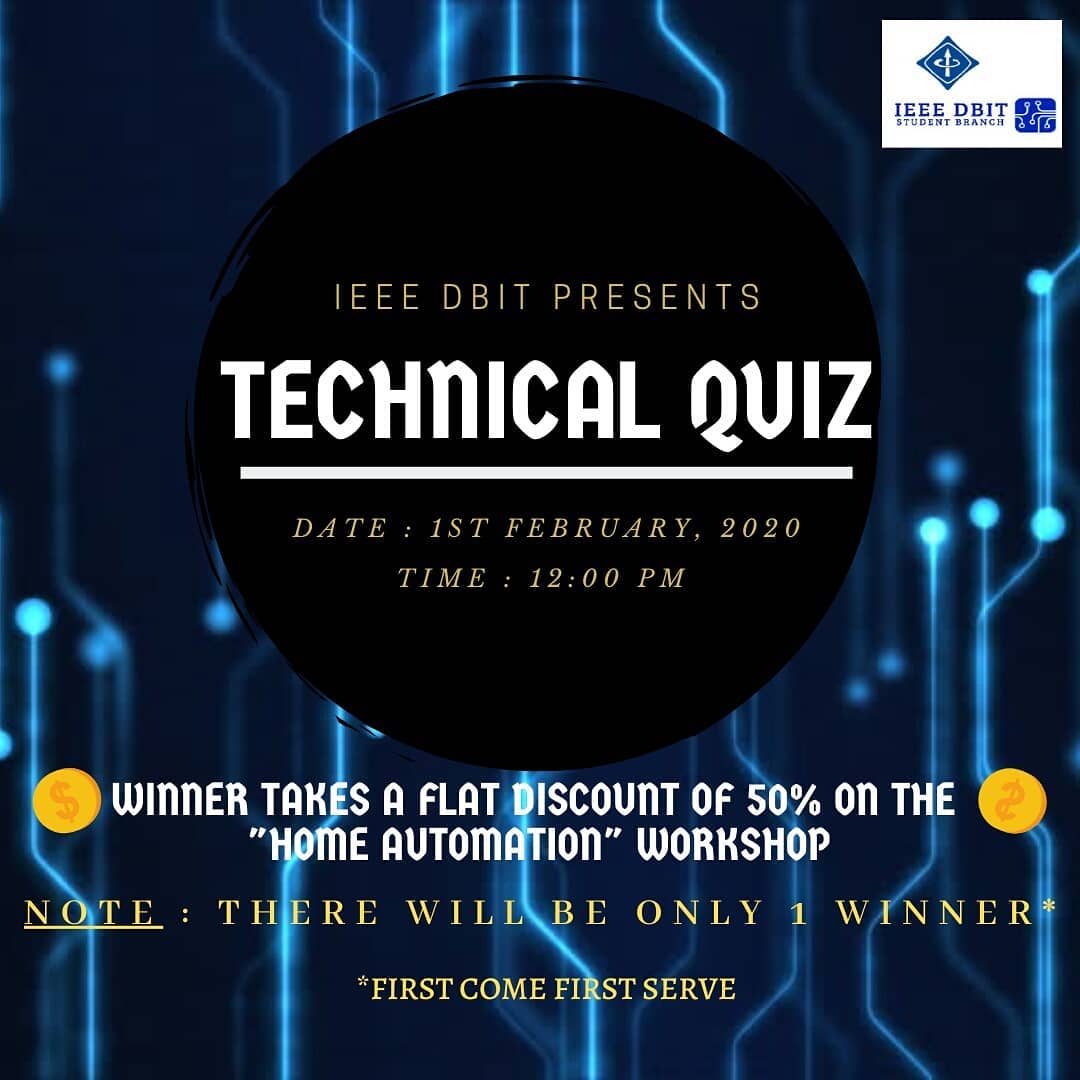 IEEE DBIT
STUDENT BRANCH
IEEE DBIT PRESENTS
TECHNICAL QUIZ
DATE : 1ST FEBRUARY, 2020
TIME : 12:00 PM
$ WINNER TAKES A FLAT DISCOUNT OF 50% ON THE $
"HOME AUTOMATION" WORKSHOP
NOTE : THERE WILL BE ONLY 1 WINNER*
*FIRST COME FIRST SERVE